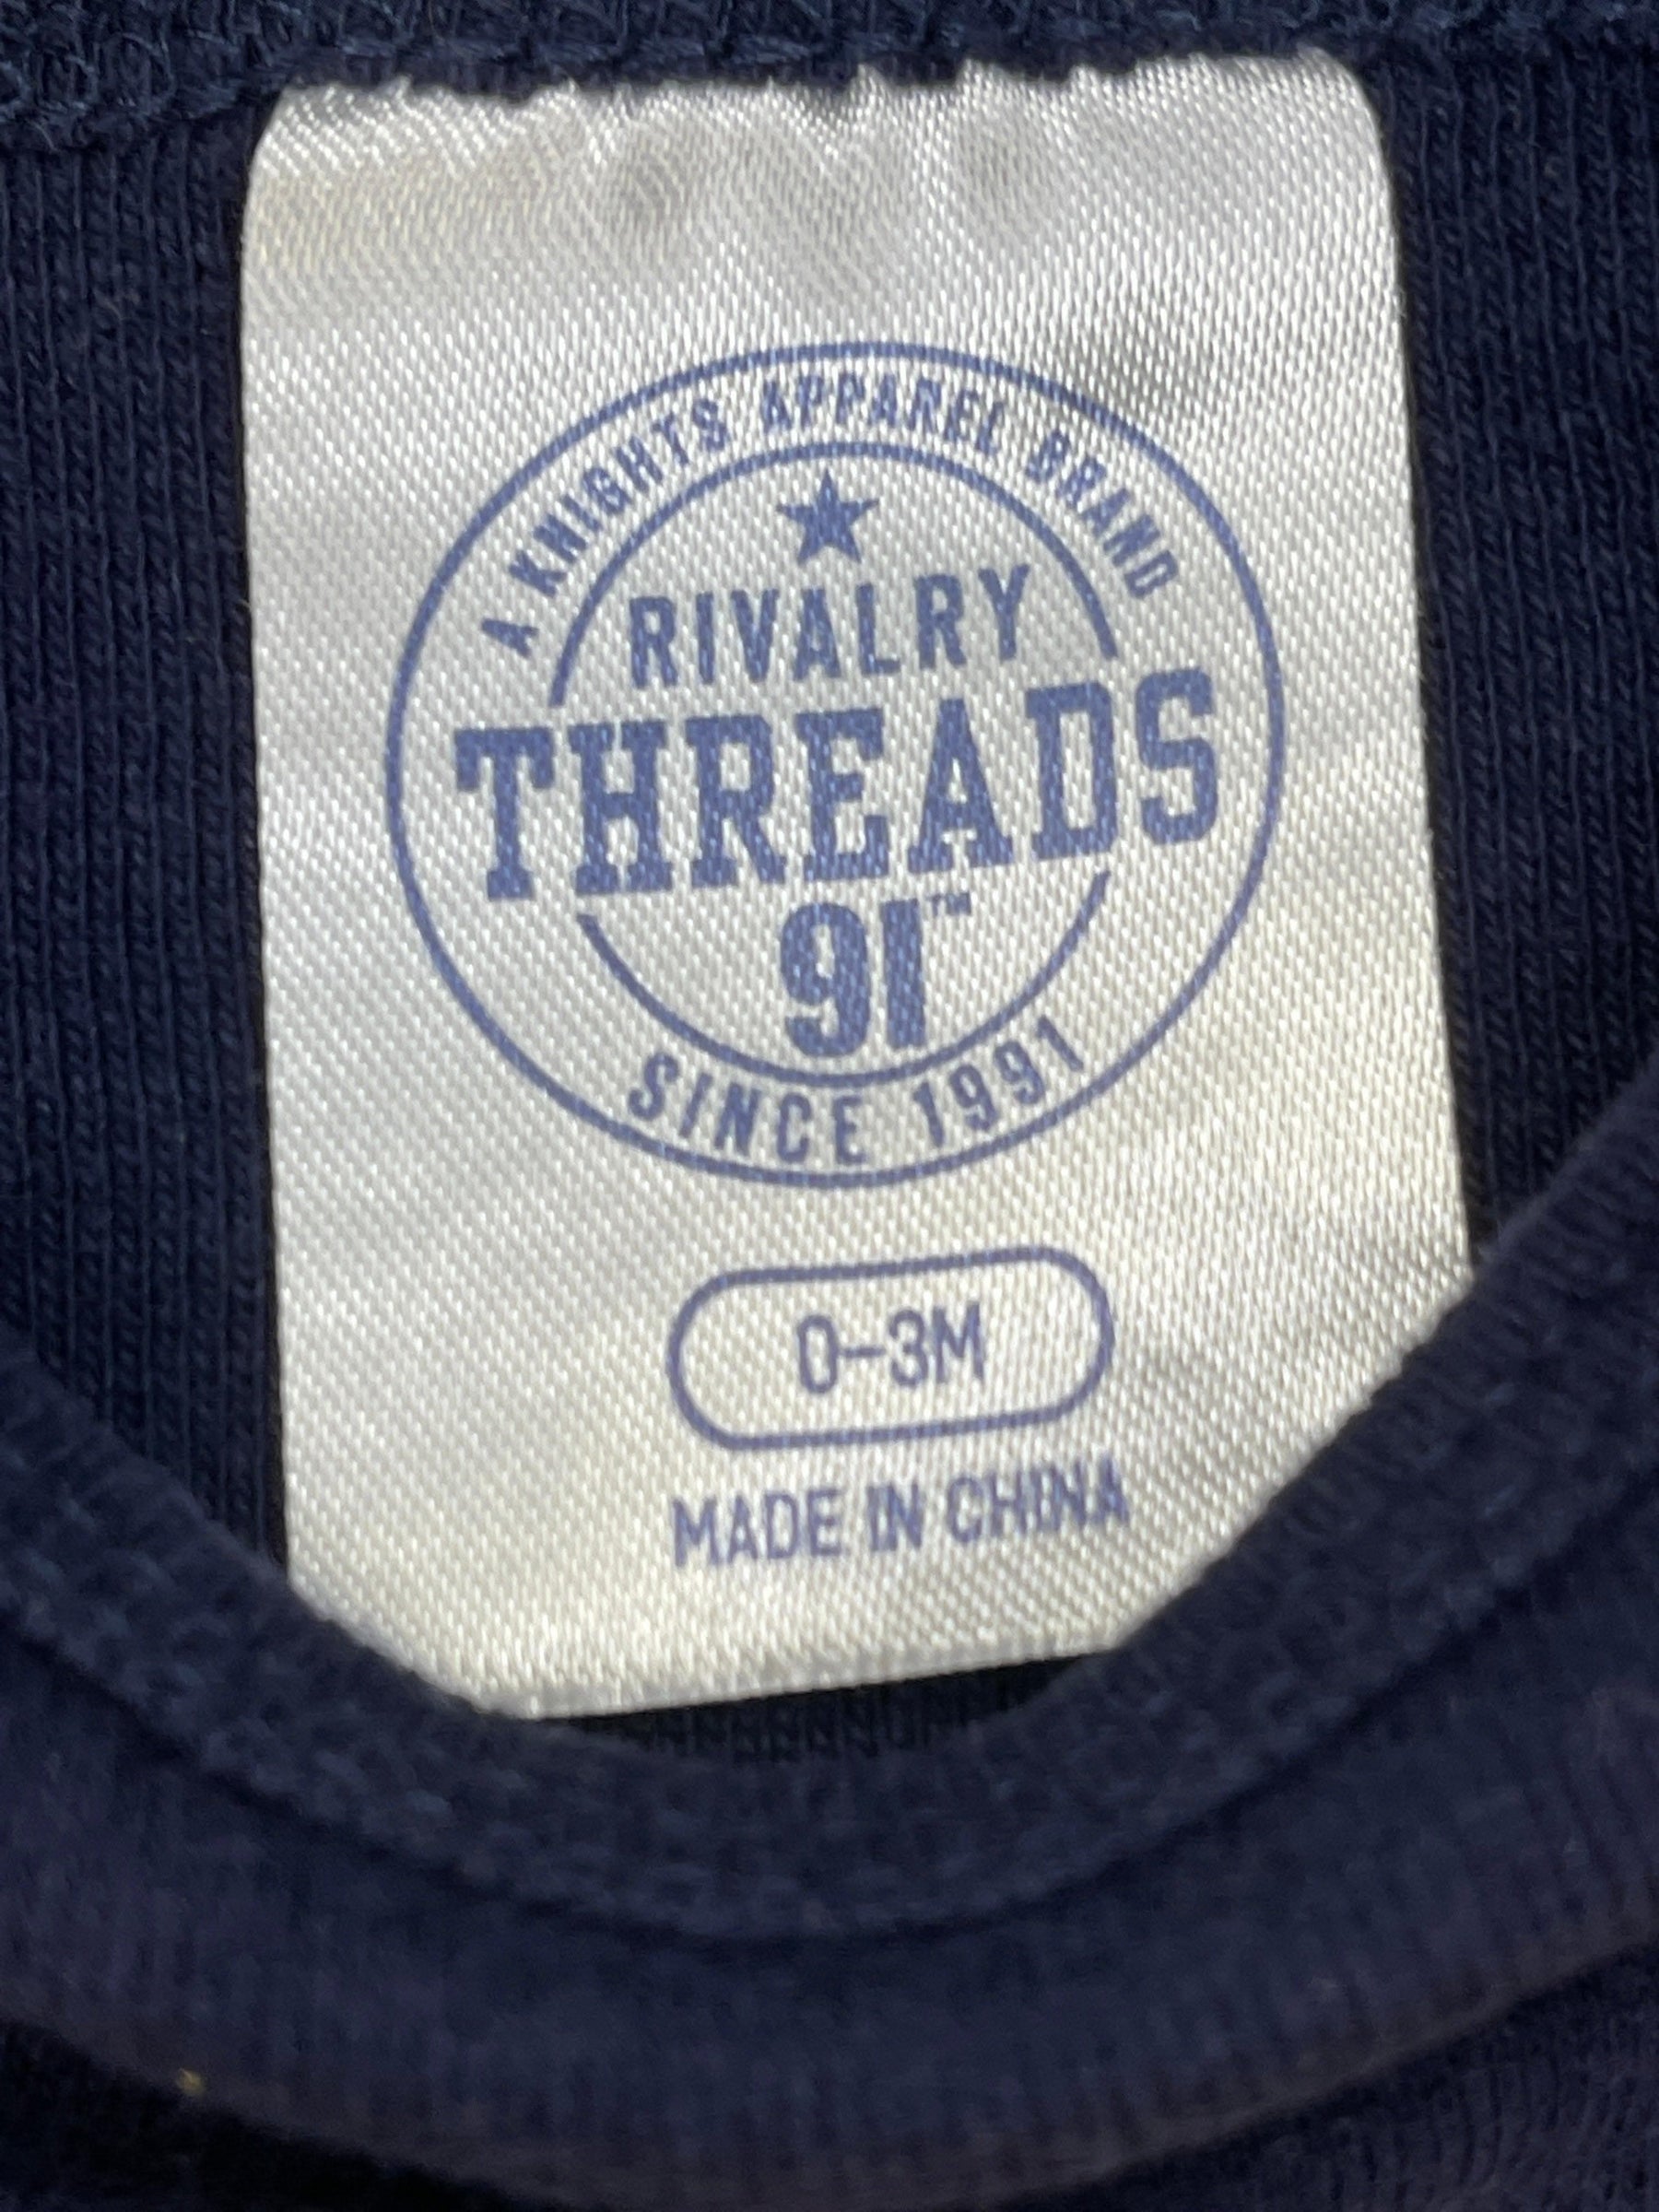 A KNIGHTS APPAREL BRAND
RIVALRY
THREADS
91™
SINCE 1991
0-3M
MADE IN CHINA